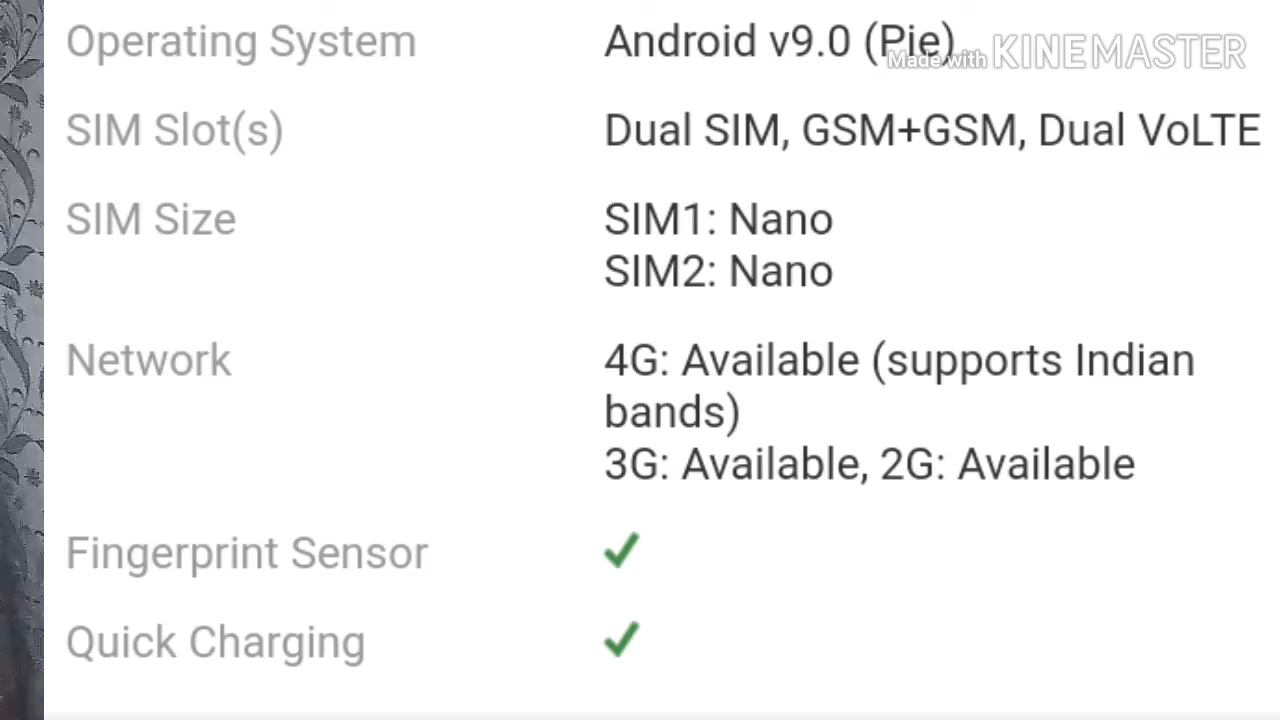 Operating System Android v9.0 (Pie)
Made with KINEMASTER
SIM Slot(s) Dual SIM, GSM+GSM, Dual VoLTE
SIM Size SIM1: Nano
SIM2: Nano
Network 4G: Available (supports Indian
bands)
3G: Available, 2G: Available
Fingerprint Sensor ✔
Quick Charging ✔